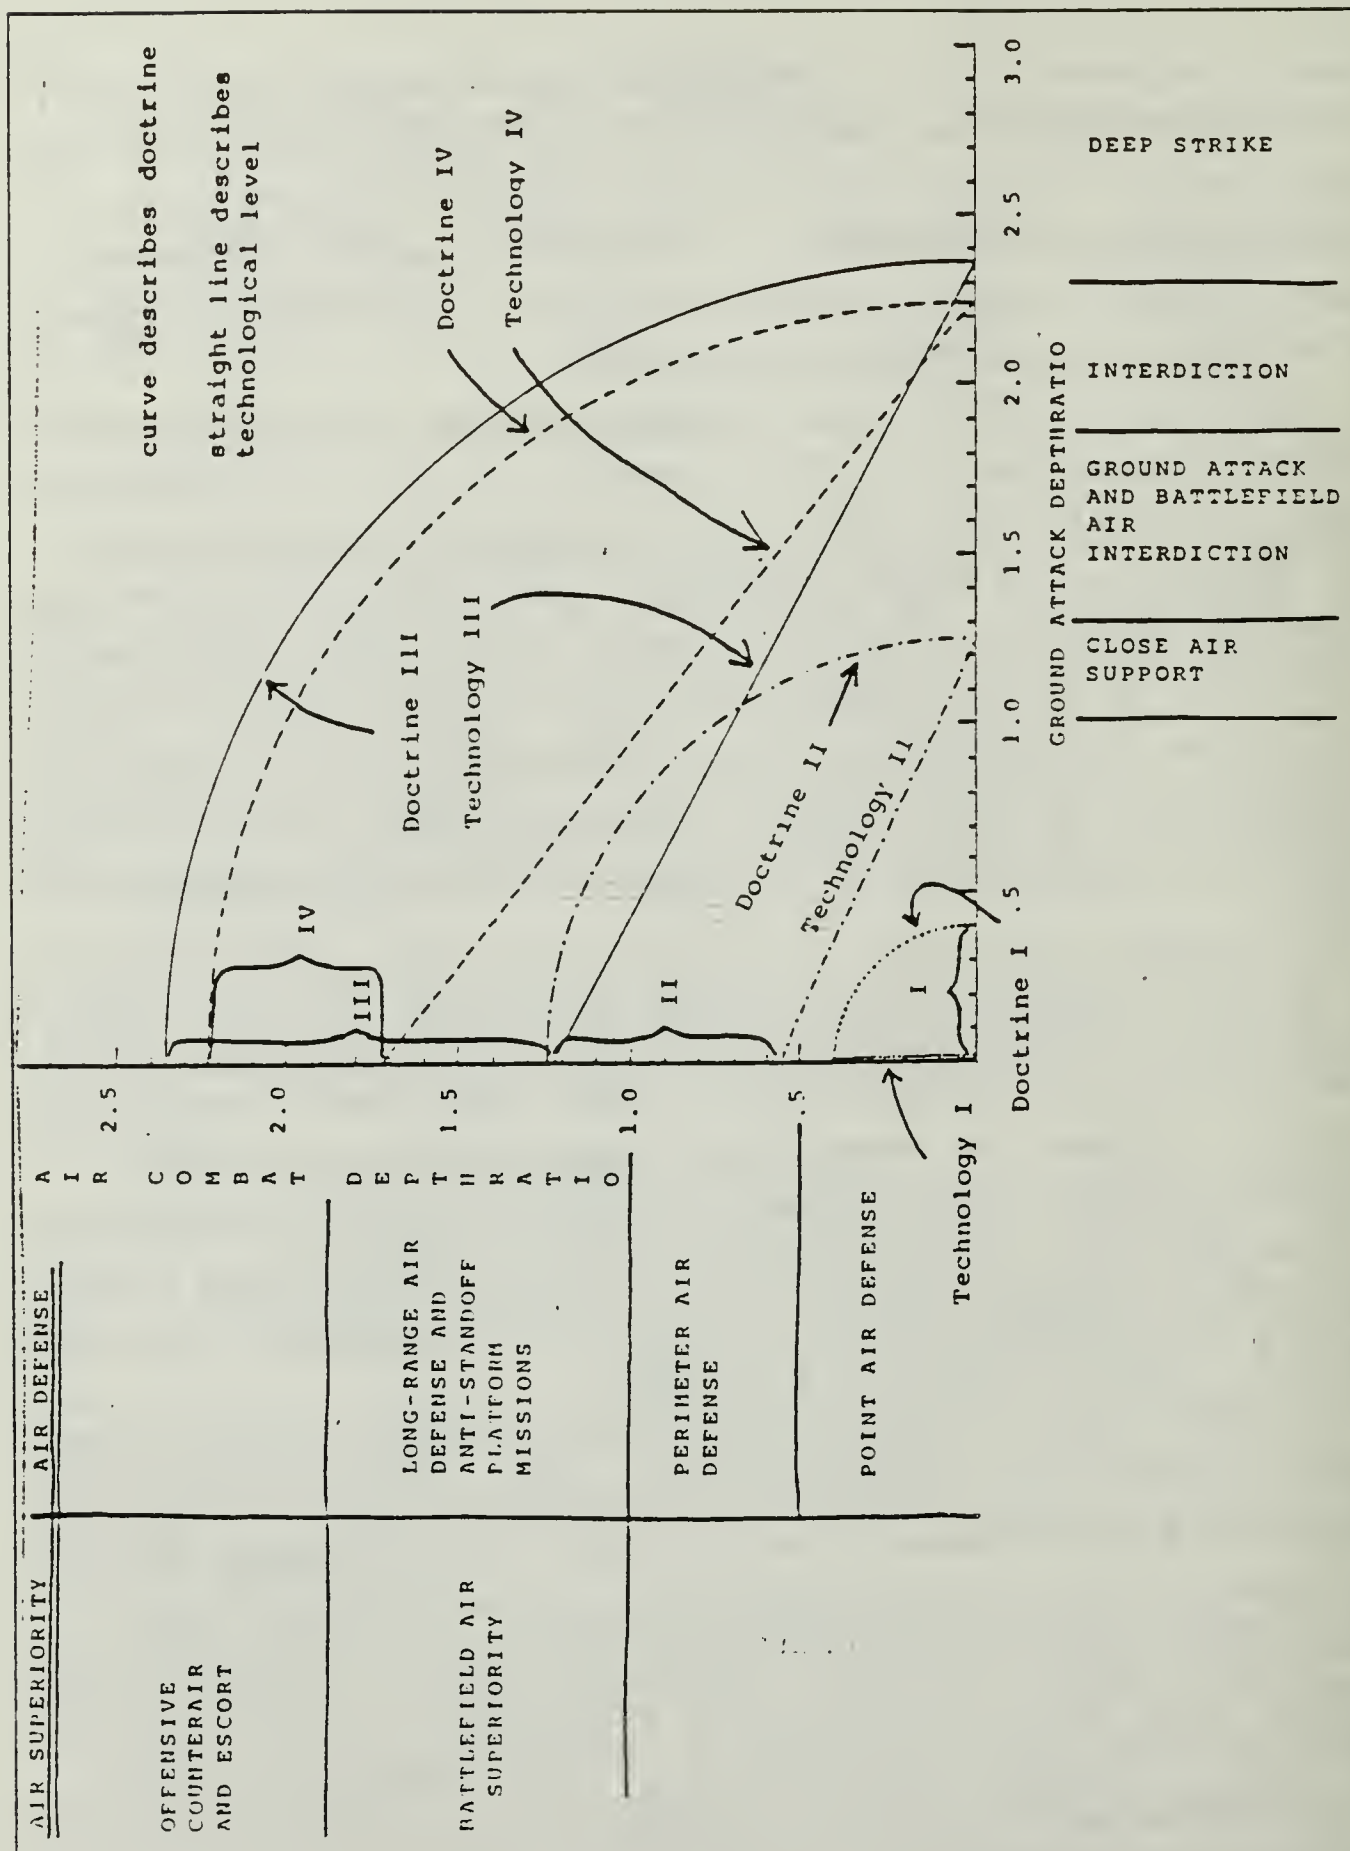 AIR SUPERIORITY
AIR DEFENSE
OFFENSIVE
COUNTERAIR
AND ESCORT
BATTLEFIELD AIR
SUPERIORITY
LONG-RANGE AIR
DEFENSE AND
ANTI-STANDOFF
PLATFORM
MISSIONS
PERIMETER AIR
DEFENSE
POINT AIR DEFENSE
AIR COMBAT DEPTHRATIO
2.5
2.0
1.5
1.0
.5
curve describes doctrine
straight line describes
technological level
Doctrine IV
Technology IV
Doctrine III
Technology III
Doctrine II
Technology II
IV
III
II
I
Technology I
Doctrine I
.5
1.0
1.5
2.0
2.5
3.0
GROUND ATTACK DEPTHRATIO
CLOSE AIR
SUPPORT
GROUND ATTACK
AND BATTLEFIELD
AIR
INTERDICTION
INTERDICTION
DEEP STRIKE